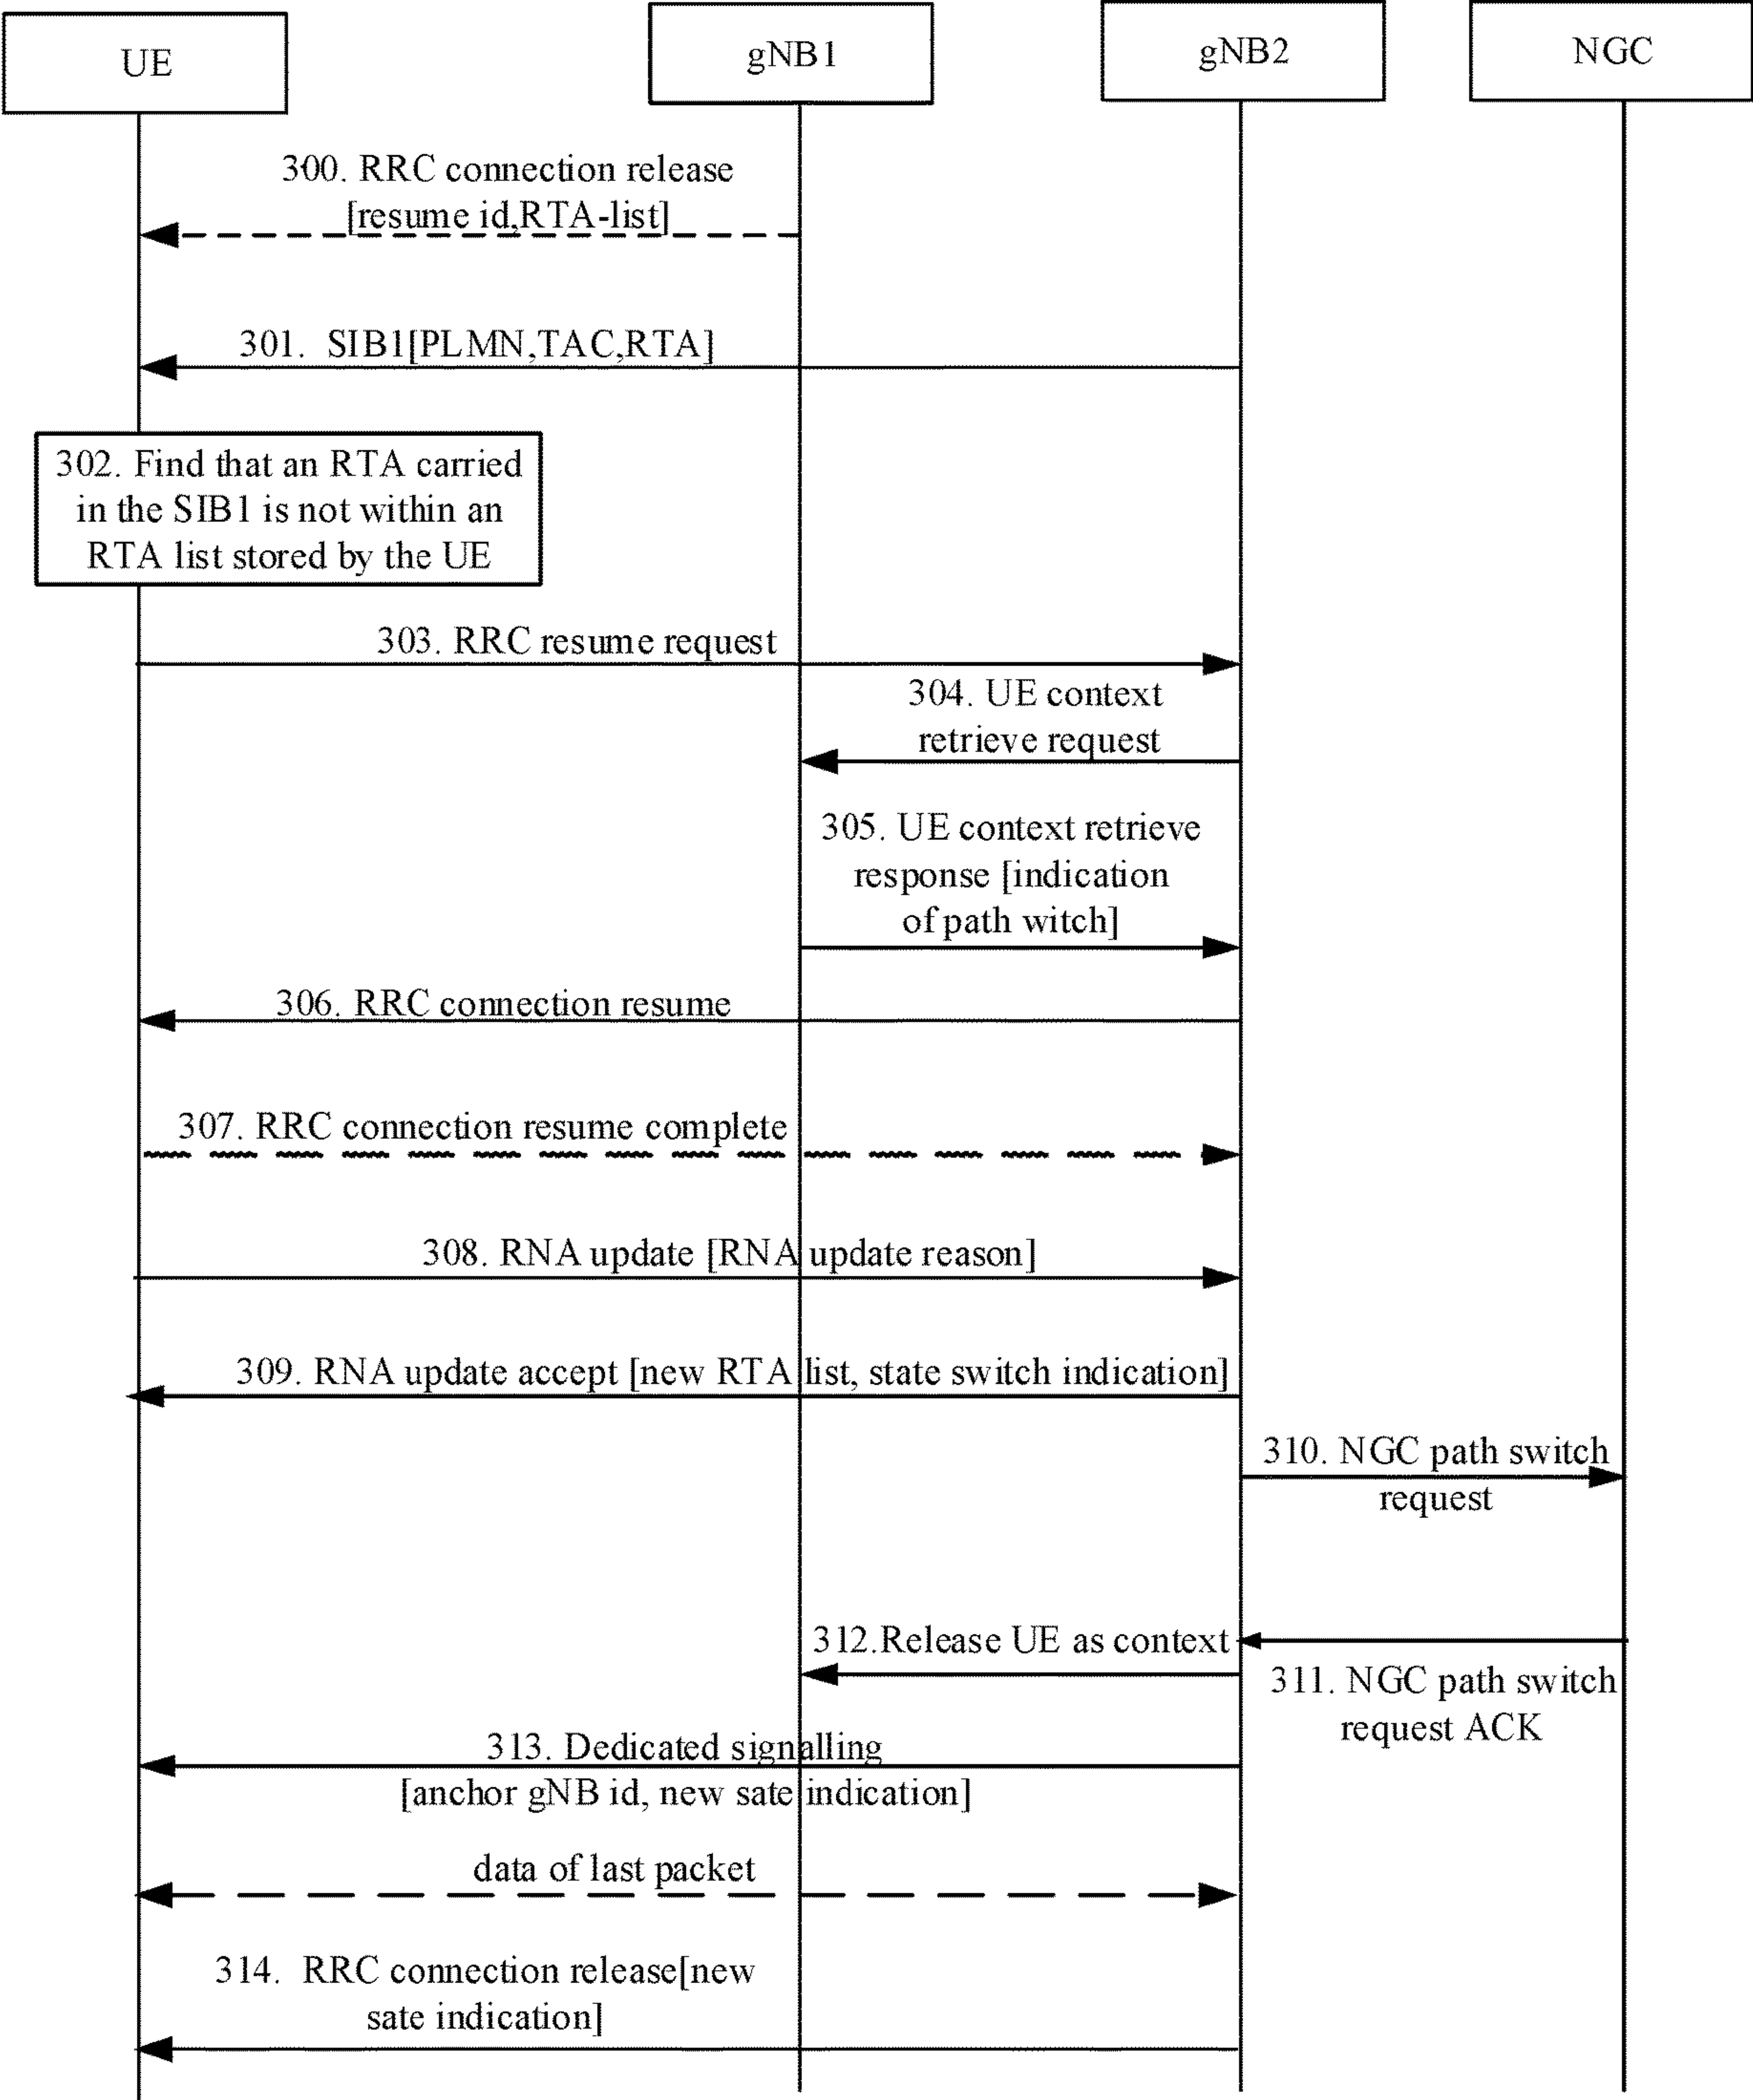 UE
gNB1
gNB2
NGC
300. RRC connection release
[resume id,RTA-list]
301. SIB1[PLMN,TAC,RTA]
302. Find that an RTA carried
in the SIB1 is not within an
RTA list stored by the UE
303. RRC resume request
304. UE context
retrieve request
305. UE context retrieve
response [indication
of path witch]
306. RRC connection resume
307. RRC connection resume complete
308. RNA update [RNA update reason]
309. RNA update accept [new RTA list, state switch indication]
310. NGC path switch
request
312.Release UE as context
311. NGC path switch
request ACK
313. Dedicated signalling
[anchor gNB id, new sate indication]
data of last packet
314. RRC connection release[new
sate indication]